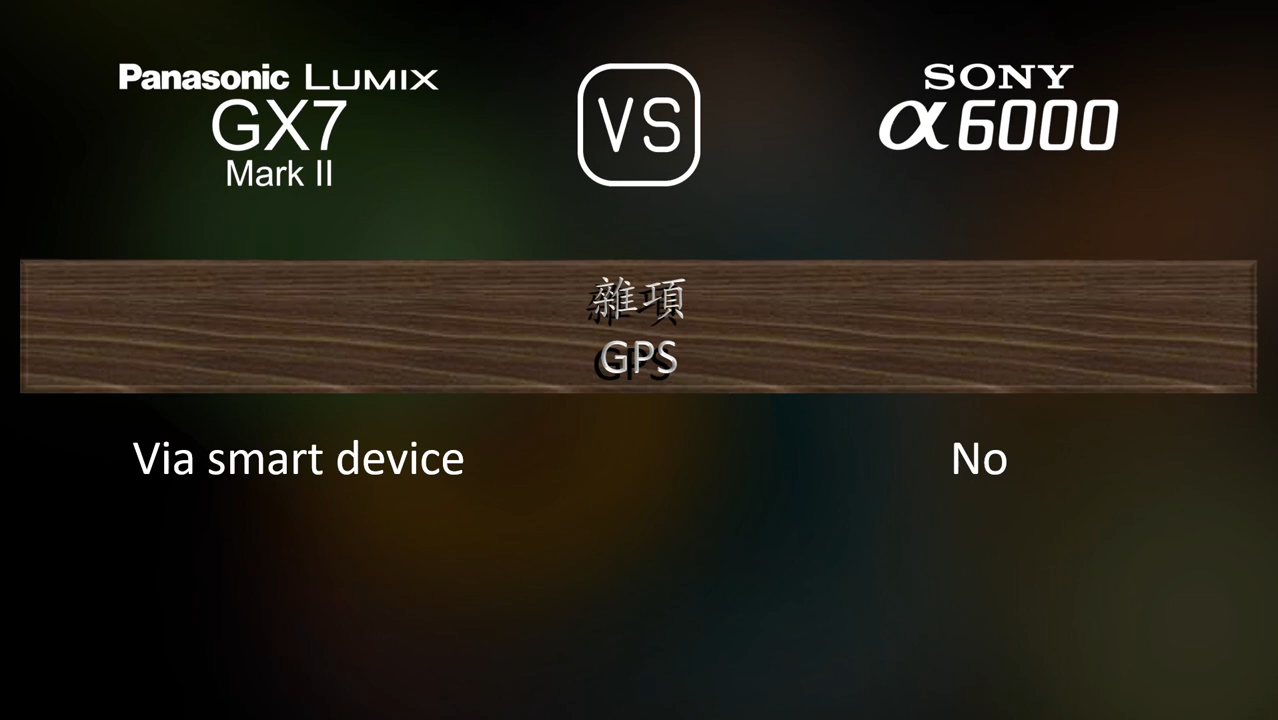 Panasonic LUMIX
GX7
Mark II
VS
SONY
α6000
雜項
GPS
Via smart device
No